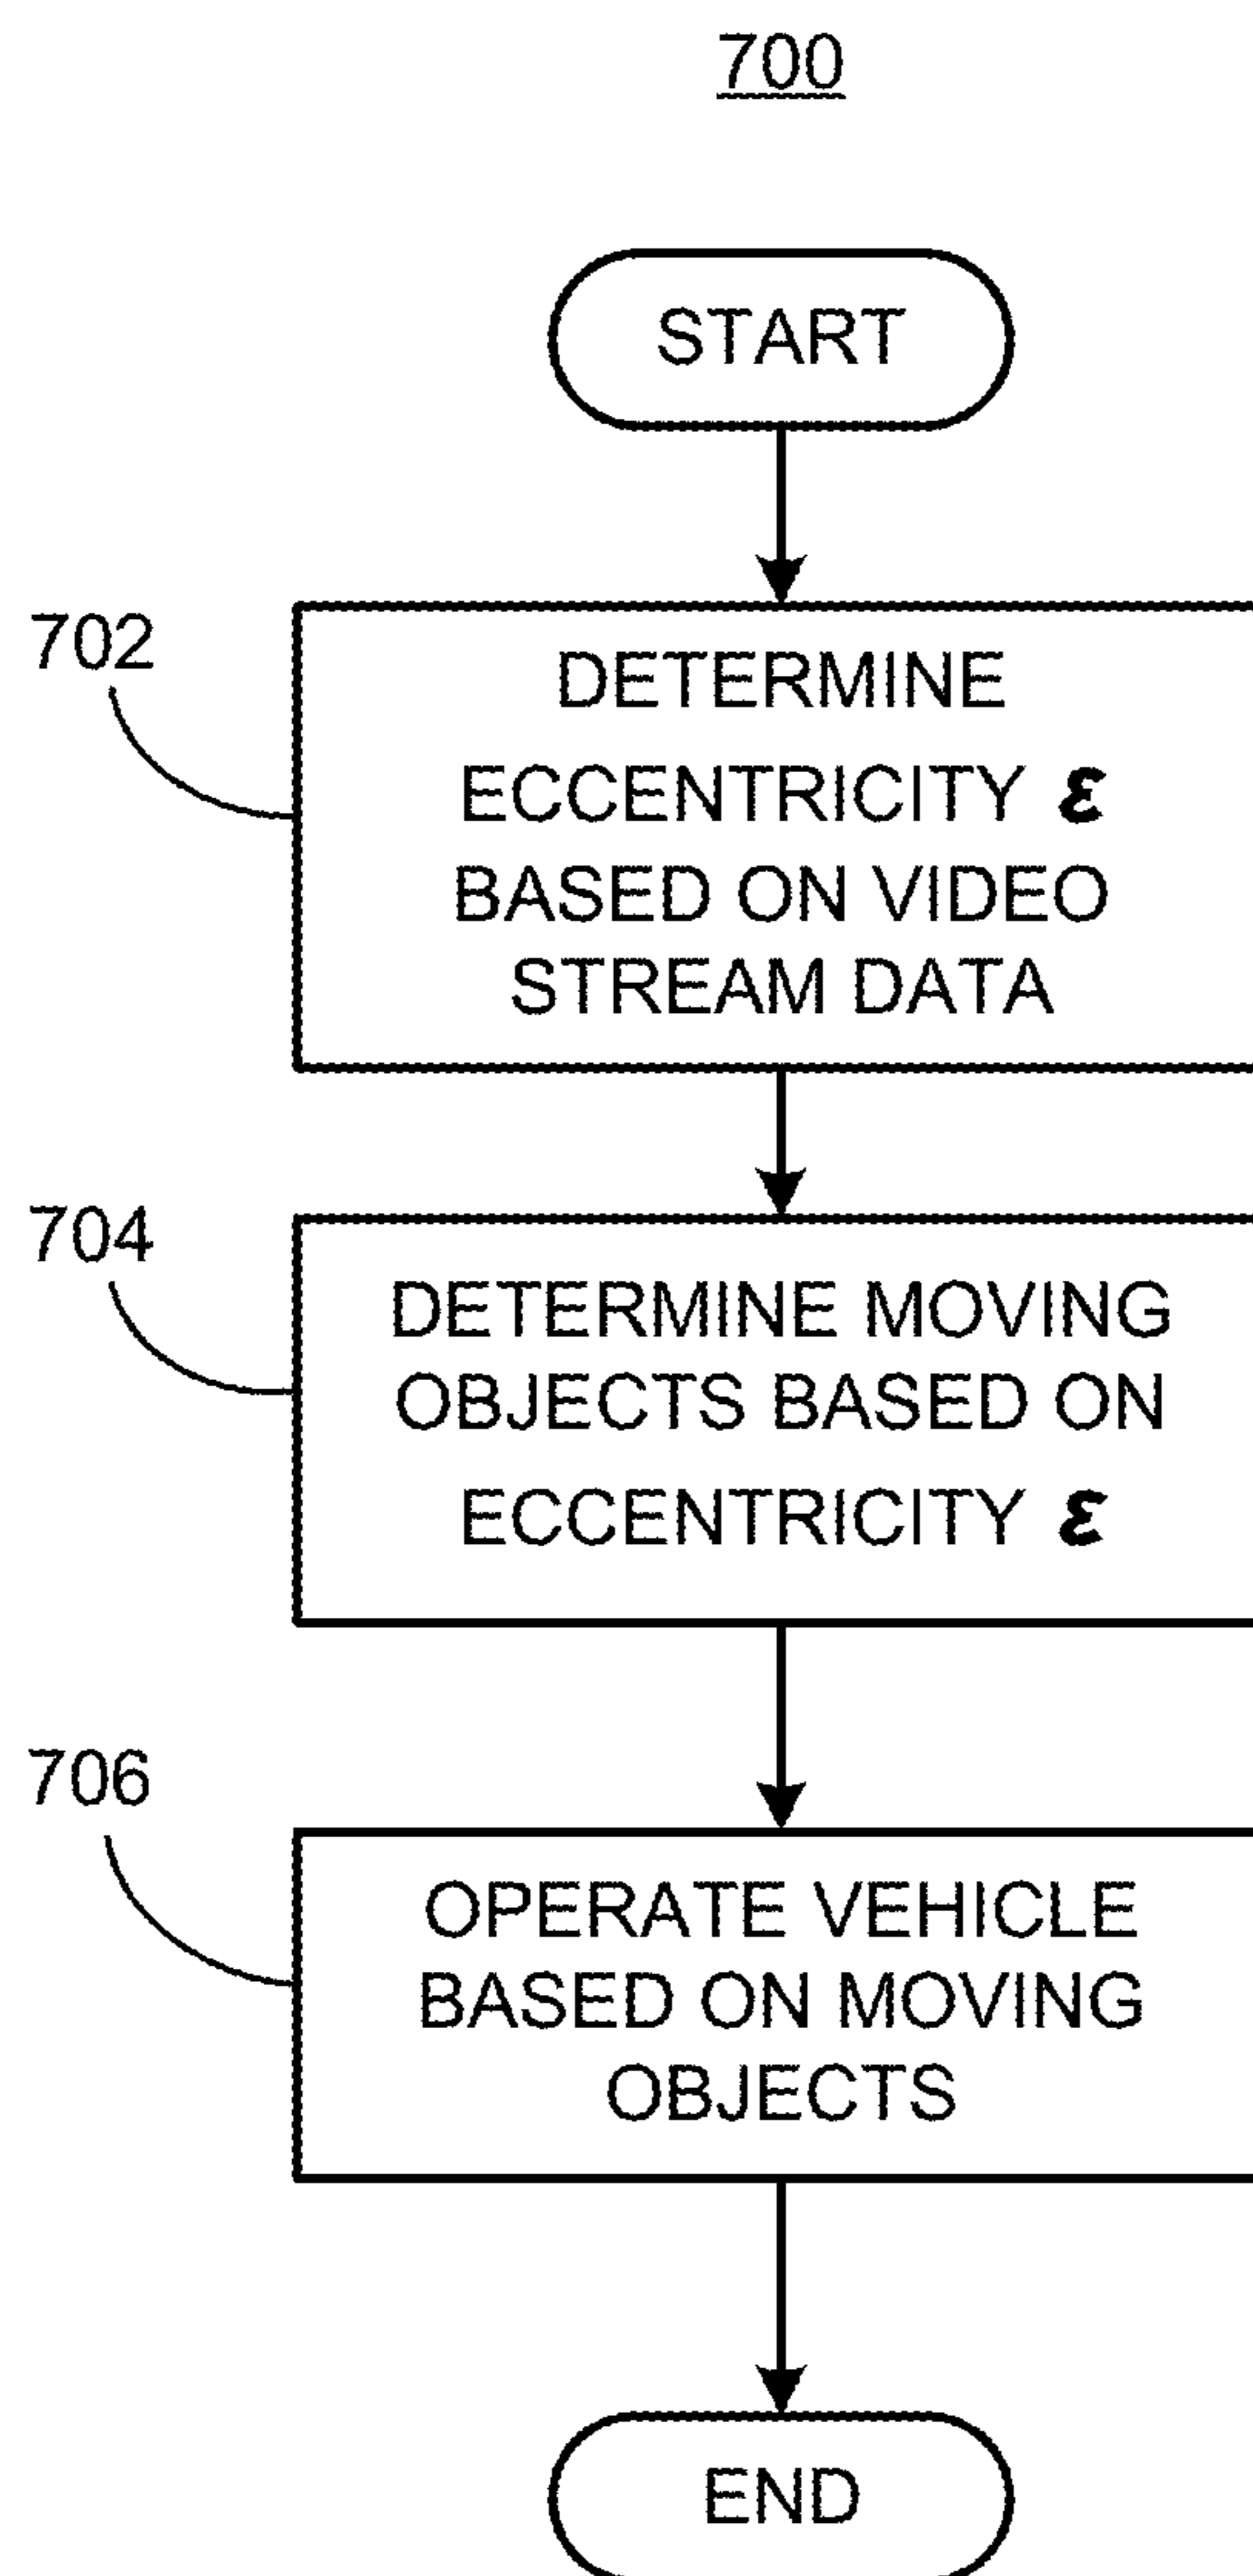 700
START
702
DETERMINE
ECCENTRICITY ε
BASED ON VIDEO
STREAM DATA
704
DETERMINE MOVING
OBJECTS BASED ON
ECCENTRICITY ε
706
OPERATE VEHICLE
BASED ON MOVING
OBJECTS
END